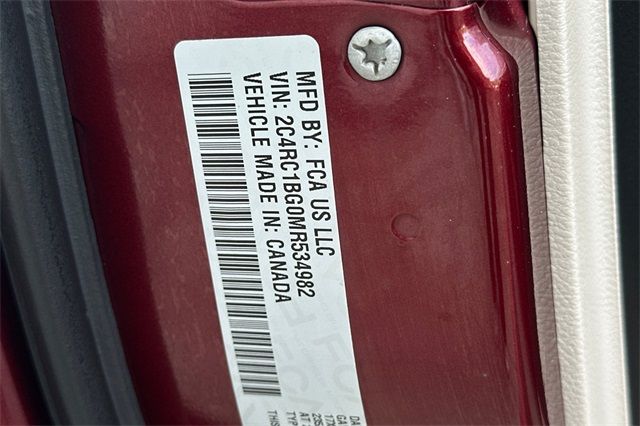 MFD BY: FCA US LLC
VIN: 2C4RC1BG0MR534982
VEHICLE MADE IN: CANADA